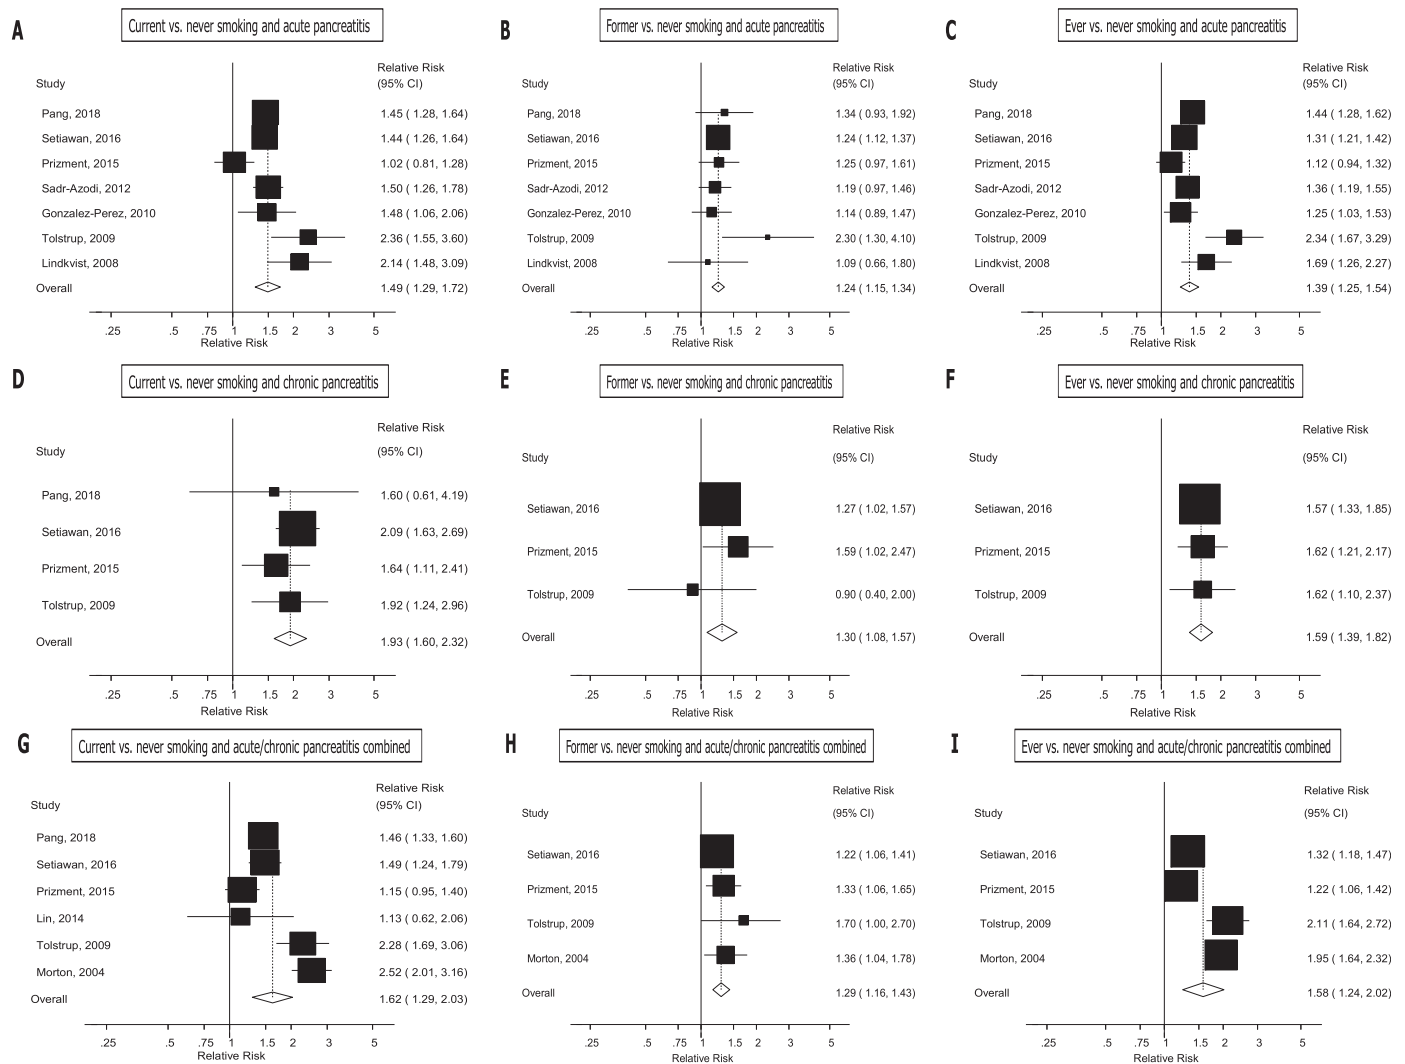 A
Current vs. never smoking and acute pancreatitis
Relative Risk
Study
(95% CI)
Pang, 2018 1.45 ( 1.28, 1.64)
Setiawan, 2016 1.44 ( 1.26, 1.64)
Prizment, 2015 1.02 ( 0.81, 1.28)
Sadr-Azodi, 2012 1.50 ( 1.26, 1.78)
Gonzalez-Perez, 2010 1.48 ( 1.06, 2.06)
Tolstrup, 2009 2.36 ( 1.55, 3.60)
Lindkvist, 2008 2.14 ( 1.48, 3.09)
Overall 1.49 ( 1.29, 1.72)
.25 .5 .75 1 1.5 2 3 5
Relative Risk
B
Former vs. never smoking and acute pancreatitis
Relative Risk
Study
(95% CI)
Pang, 2018 1.34 ( 0.93, 1.92)
Setiawan, 2016 1.24 ( 1.12, 1.37)
Prizment, 2015 1.25 ( 0.97, 1.61)
Sadr-Azodi, 2012 1.19 ( 0.97, 1.46)
Gonzalez-Perez, 2010 1.14 ( 0.89, 1.47)
Tolstrup, 2009 2.30 ( 1.30, 4.10)
Lindkvist, 2008 1.09 ( 0.66, 1.80)
Overall 1.24 ( 1.15, 1.34)
.25 .5 .75 1 1.5 2 3 5
Relative Risk
C
Ever vs. never smoking and acute pancreatitis
Relative Risk
Study
(95% CI)
Pang, 2018 1.44 ( 1.28, 1.62)
Setiawan, 2016 1.31 ( 1.21, 1.42)
Prizment, 2015 1.12 ( 0.94, 1.32)
Sadr-Azodi, 2012 1.36 ( 1.19, 1.55)
Gonzalez-Perez, 2010 1.25 ( 1.03, 1.53)
Tolstrup, 2009 2.34 ( 1.67, 3.29)
Lindkvist, 2008 1.69 ( 1.26, 2.27)
Overall 1.39 ( 1.25, 1.54)
.25 .5 .75 1 1.5 2 3 5
Relative Risk
D
Current vs. never smoking and chronic pancreatitis
Relative Risk
Study
(95% CI)
Pang, 2018 1.60 ( 0.61, 4.19)
Setiawan, 2016 2.09 ( 1.63, 2.69)
Prizment, 2015 1.64 ( 1.11, 2.41)
Tolstrup, 2009 1.92 ( 1.24, 2.96)
Overall 1.93 ( 1.60, 2.32)
.25 .5 .75 1 1.5 2 3 5
Relative Risk
E
Former vs. never smoking and chronic pancreatitis
Relative Risk
Study
(95% CI)
Setiawan, 2016 1.27 ( 1.02, 1.57)
Prizment, 2015 1.59 ( 1.02, 2.47)
Tolstrup, 2009 0.90 ( 0.40, 2.00)
Overall 1.30 ( 1.08, 1.57)
.25 .5 .75 1 1.5 2 3 5
Relative Risk
F
Ever vs. never smoking and chronic pancreatitis
Relative Risk
Study
(95% CI)
Setiawan, 2016 1.57 ( 1.33, 1.85)
Prizment, 2015 1.62 ( 1.21, 2.17)
Tolstrup, 2009 1.62 ( 1.10, 2.37)
Overall 1.59 ( 1.39, 1.82)
.25 .5 .75 1 1.5 2 3 5
Relative Risk
G
Current vs. never smoking and acute/chronic pancreatitis combined
Relative Risk
Study
(95% CI)
Pang, 2018 1.46 ( 1.33, 1.60)
Setiawan, 2016 1.49 ( 1.24, 1.79)
Prizment, 2015 1.15 ( 0.95, 1.40)
Lin, 2014 1.13 ( 0.62, 2.06)
Tolstrup, 2009 2.28 ( 1.69, 3.06)
Morton, 2004 2.52 ( 2.01, 3.16)
Overall 1.62 ( 1.29, 2.03)
.25 .5 .75 1 1.5 2 3 5
Relative Risk
H
Former vs. never smoking and acute/chronic pancreatitis combined
Relative Risk
Study
(95% CI)
Setiawan, 2016 1.22 ( 1.06, 1.41)
Prizment, 2015 1.33 ( 1.06, 1.65)
Tolstrup, 2009 1.70 ( 1.00, 2.70)
Morton, 2004 1.36 ( 1.04, 1.78)
Overall 1.29 ( 1.16, 1.43)
.25 .5 .75 1 1.5 2 3 5
Relative Risk
I
Ever vs. never smoking and acute/chronic pancreatitis combined
Relative Risk
Study
(95% CI)
Setiawan, 2016 1.32 ( 1.18, 1.47)
Prizment, 2015 1.22 ( 1.06, 1.42)
Tolstrup, 2009 2.11 ( 1.64, 2.72)
Morton, 2004 1.95 ( 1.64, 2.32)
Overall 1.58 ( 1.24, 2.02)
.25 .5 .75 1 1.5 2 3 5
Relative Risk